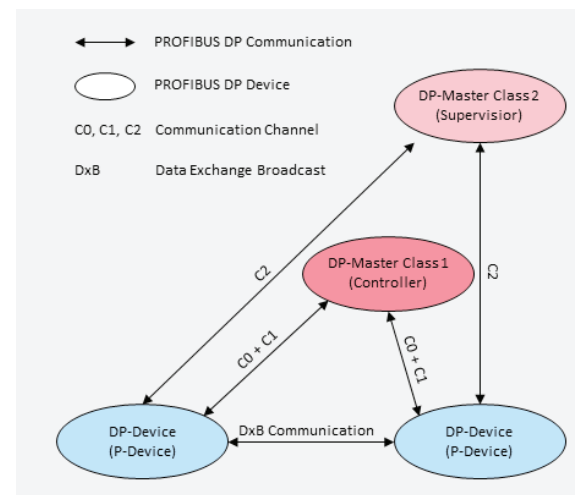 PROFIBUS DP Communication
PROFIBUS DP Device
C0, C1, C2 Communication Channel
DxB Data Exchange Broadcast
DP-Master Class 2
(Supervisior)
C2
C2
DP-Master Class 1
(Controller)
C0 + C1
C0 + C1
DP-Device
(P-Device)
DxB Communication
DP-Device
(P-Device)